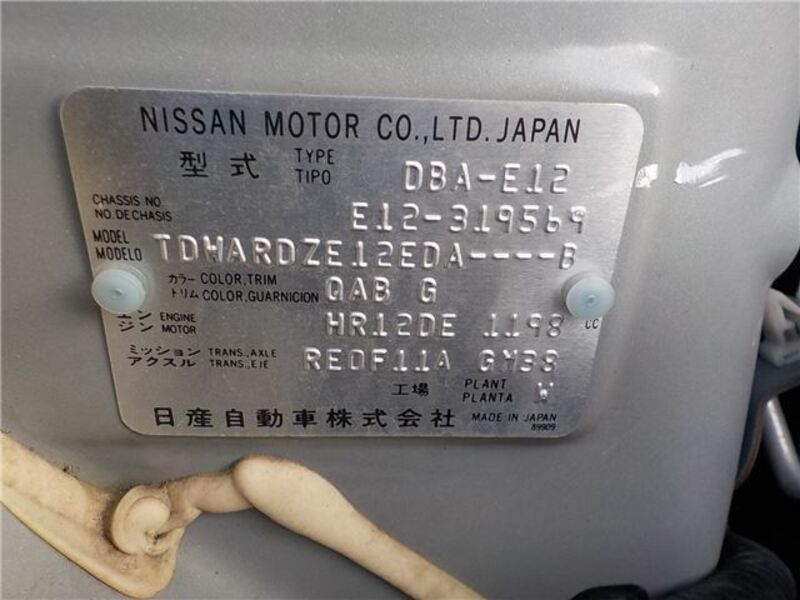 NISSAN MOTOR CO.,LTD. JAPAN
型式 TYPE TIPO DBA-E12
CHASSIS NO. NO. DE CHASIS E12-319569
MODEL MODELO TDWARDZE12EDA----B
カラー COLOR, TRIM トリム COLOR, GUARNICION QAB G
エンジン ENGINE MOTOR HR12DE 1198 CC
ミッション TRANS., AXLE アクスル TRANS., EJE RE0F11A GM38
工場 PLANT PLANTA W
日産自動車株式会社 MADE IN JAPAN
89909